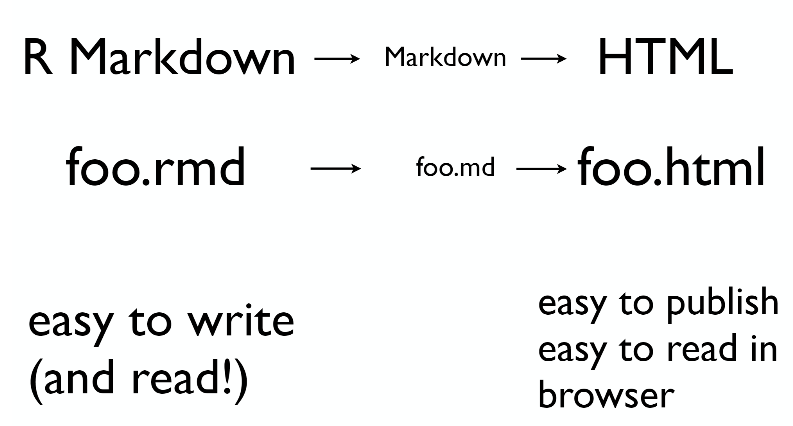 R Markdown → Markdown → HTML
foo.rmd → foo.md → foo.html
easy to write
(and read!)
easy to publish
easy to read in
browser